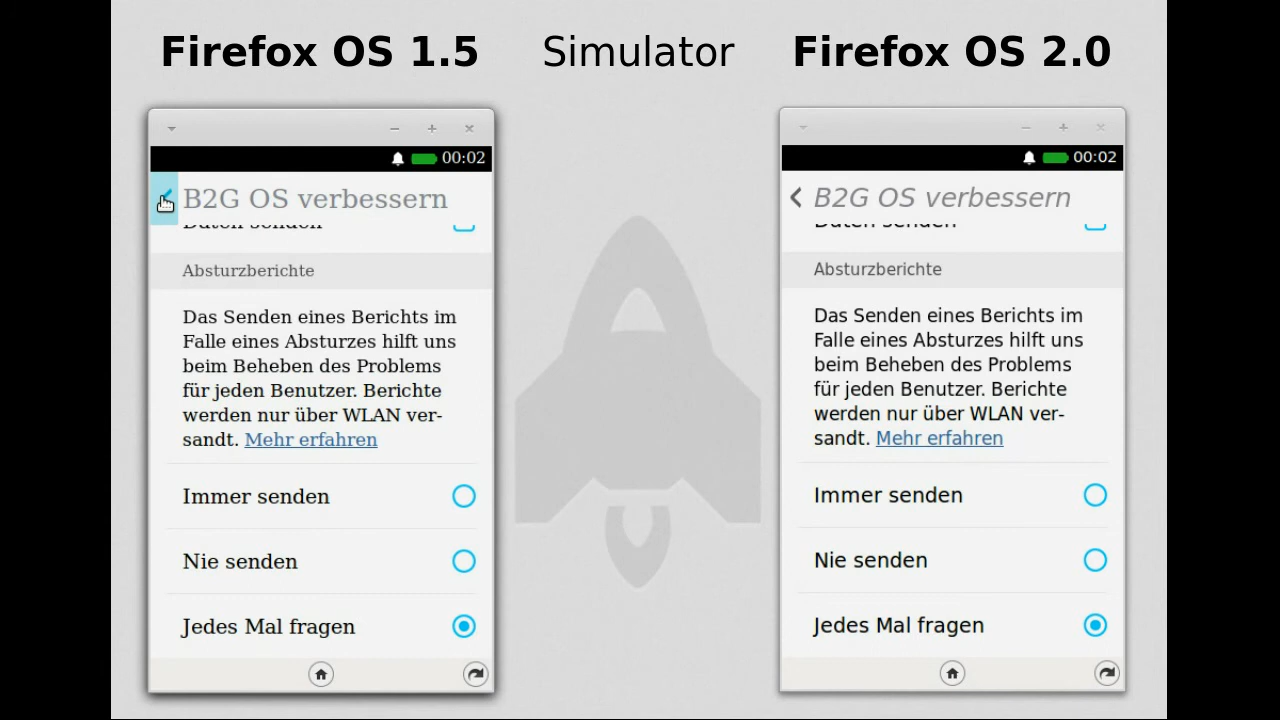 Firefox OS 1.5
Simulator
Firefox OS 2.0
00:02
B2G OS verbessern
Daten senden
Absturzberichte
Das Senden eines Berichts im
Falle eines Absturzes hilft uns
beim Beheben des Problems
für jeden Benutzer. Berichte
werden nur über WLAN ver-
sandt. Mehr erfahren
Immer senden
Nie senden
Jedes Mal fragen
00:02
B2G OS verbessern
Daten senden
Absturzberichte
Das Senden eines Berichts im
Falle eines Absturzes hilft uns
beim Beheben des Problems
für jeden Benutzer. Berichte
werden nur über WLAN ver-
sandt. Mehr erfahren
Immer senden
Nie senden
Jedes Mal fragen